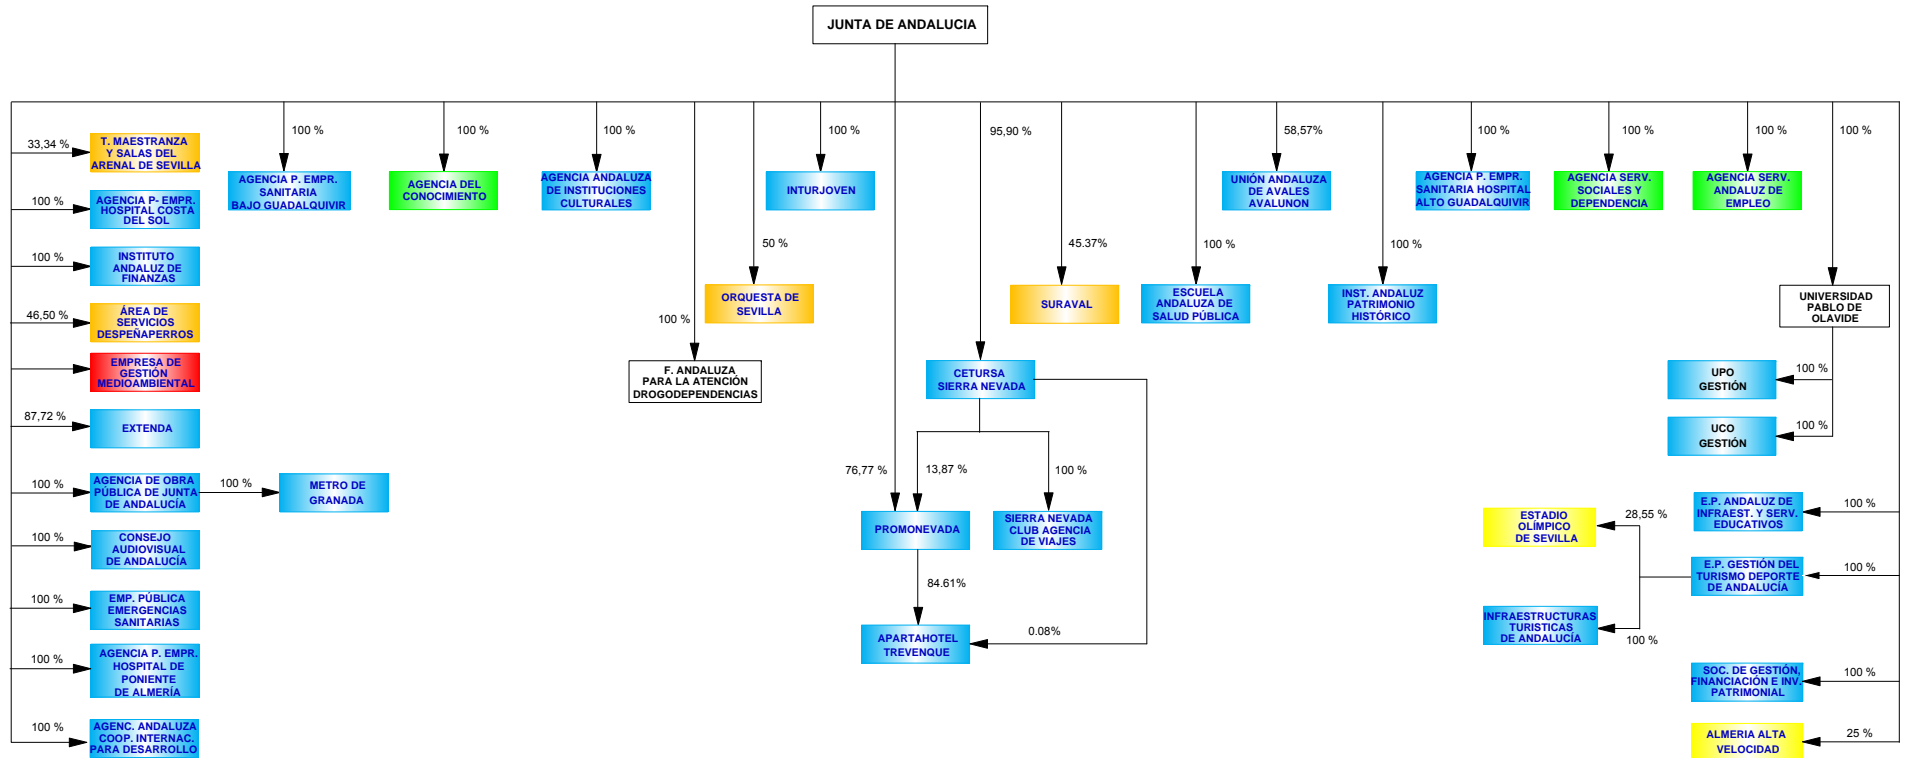 JUNTA DE ANDALUCIA
33,34 %
T. MAESTRANZA
Y SALAS DEL
ARENAL DE SEVILLA
100 %
AGENCIA P- EMPR.
HOSPITAL COSTA
DEL SOL
100 %
INSTITUTO
ANDALUZ DE
FINANZAS
46,50 %
ÁREA DE
SERVICIOS
DESPEÑAPERROS
EMPRESA DE
GESTIÓN
MEDIOAMBIENTAL
87,72 %
EXTENDA
100 %
AGENCIA DE OBRA
PÚBLICA DE JUNTA
DE ANDALUCÍA
100 %
METRO DE
GRANADA
100 %
CONSEJO
AUDIOVISUAL
DE ANDALUCÍA
100 %
EMP. PÚBLICA
EMERGENCIAS
SANITARIAS
100 %
AGENCIA P. EMPR.
HOSPITAL DE
PONIENTE
DE ALMERÍA
100 %
AGENC. ANDALUZA
COOP. INTERNAC.
PARA DESARROLLO
100 %
AGENCIA P. EMPR.
SANITARIA
BAJO GUADALQUIVIR
100 %
AGENCIA DEL
CONOCIMIENTO
100 %
AGENCIA ANDALUZA
DE INSTITUCIONES
CULTURALES
100 %
F. ANDALUZA
PARA LA ATENCIÓN
DROGODEPENDENCIAS
50 %
ORQUESTA DE
SEVILLA
100 %
INTURJOVEN
95,90 %
CETURSA
SIERRA NEVADA
76,77 %
13,87 %
100 %
PROMONEVADA
SIERRA NEVADA
CLUB AGENCIA
DE VIAJES
84.61%
0.08%
APARTAHOTEL
TREVENQUE
45.37%
SURAVAL
100 %
ESCUELA
ANDALUZA DE
SALUD PÚBLICA
58,57%
UNIÓN ANDALUZA
DE AVALES
AVALUNON
100 %
INST. ANDALUZ
PATRIMONIO
HISTÓRICO
100 %
AGENCIA P. EMPR.
SANITARIA HOSPITAL
ALTO GUADALQUIVIR
100 %
AGENCIA SERV.
SOCIALES Y
DEPENDENCIA
100 %
AGENCIA SERV.
ANDALUZ DE
EMPLEO
100 %
UNIVERSIDAD
PABLO DE
OLAVIDE
UPO
GESTIÓN
100 %
UCO
GESTIÓN
100 %
E.P. ANDALUZ DE
INFRAEST. Y SERV.
EDUCATIVOS
100 %
ESTADIO
OLÍMPICO
DE SEVILLA
28,55 %
E.P. GESTIÓN DEL
TURISMO DEPORTE
DE ANDALUCÍA
100 %
INFRAESTRUCTURAS
TURISTICAS
DE ANDALUCÍA
100 %
SOC. DE GESTIÓN,
FINANCIACIÓN E INV.
PATRIMONIAL
100 %
ALMERIA ALTA
VELOCIDAD
25 %